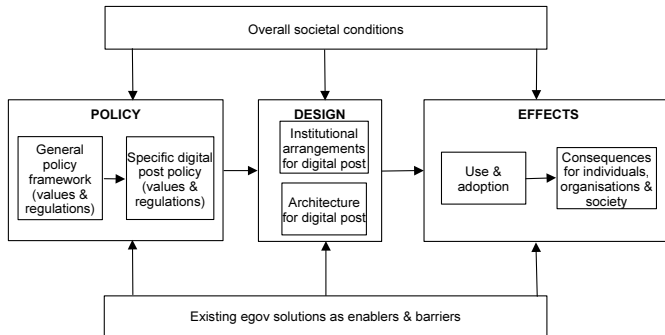 Overall societal conditions
POLICY
General
policy
framework
(values &
regulations)
Specific digital
post policy
(values &
regulations)
DESIGN
Institutional
arrangements
for digital post
Architecture
for digital post
EFFECTS
Use &
adoption
Consequences
for individuals,
organisations &
society
Existing egov solutions as enablers & barriers